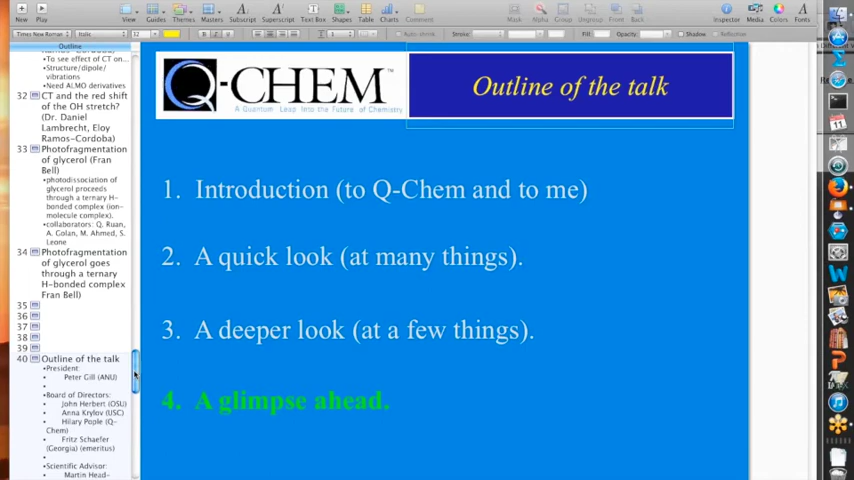 New
Play
View
Guides
Themes
Masters
Subscript
Superscript
Text Box
Shapes
Table
Charts
Comment
Mask
Alpha
Group
Ungroup
Front
Back
Inspector
Media
Colors
Fonts
Times New Roman
Italic
32
Auto-shrink
Stroke:
Fill:
Shadow
Reflection
Outline
•To see effect of CT on...
•Structure/dipole/
vibrations
•Need ALMO derivatives
32 CT and the red shift
of the OH stretch?
(Dr. Daniel
Lambrecht, Eloy
Ramos-Cordoba)
33 Photofragmentation
of glycerol (Fran
Bell)
•photodissociation of
glycerol proceeds
through a ternary H-
bonded complex (ion-
molecule complex).
•collaborators: Q. Ruan,
A. Golan, M. Ahmed, S.
Leone
34 Photofragmentation
of glycerol goes
through a ternary
H-bonded complex
Fran Bell)
35
36
37
38
39
40 Outline of the talk
•President:
• Peter Gill (ANU)
•
•Board of Directors:
• John Herbert (OSU)
• Anna Krylov (USC)
• Hilary Pople (Q-
Chem)
• Fritz Schaefer
(Georgia) (emeritus)
•
•Scientific Advisor:
• Martin Head-
Q-CHEM™
A Quantum Leap Into the Future of Chemistry
Outline of the talk
1. Introduction (to Q-Chem and to me)
2. A quick look (at many things).
3. A deeper look (at a few things).
4. A glimpse ahead.
11